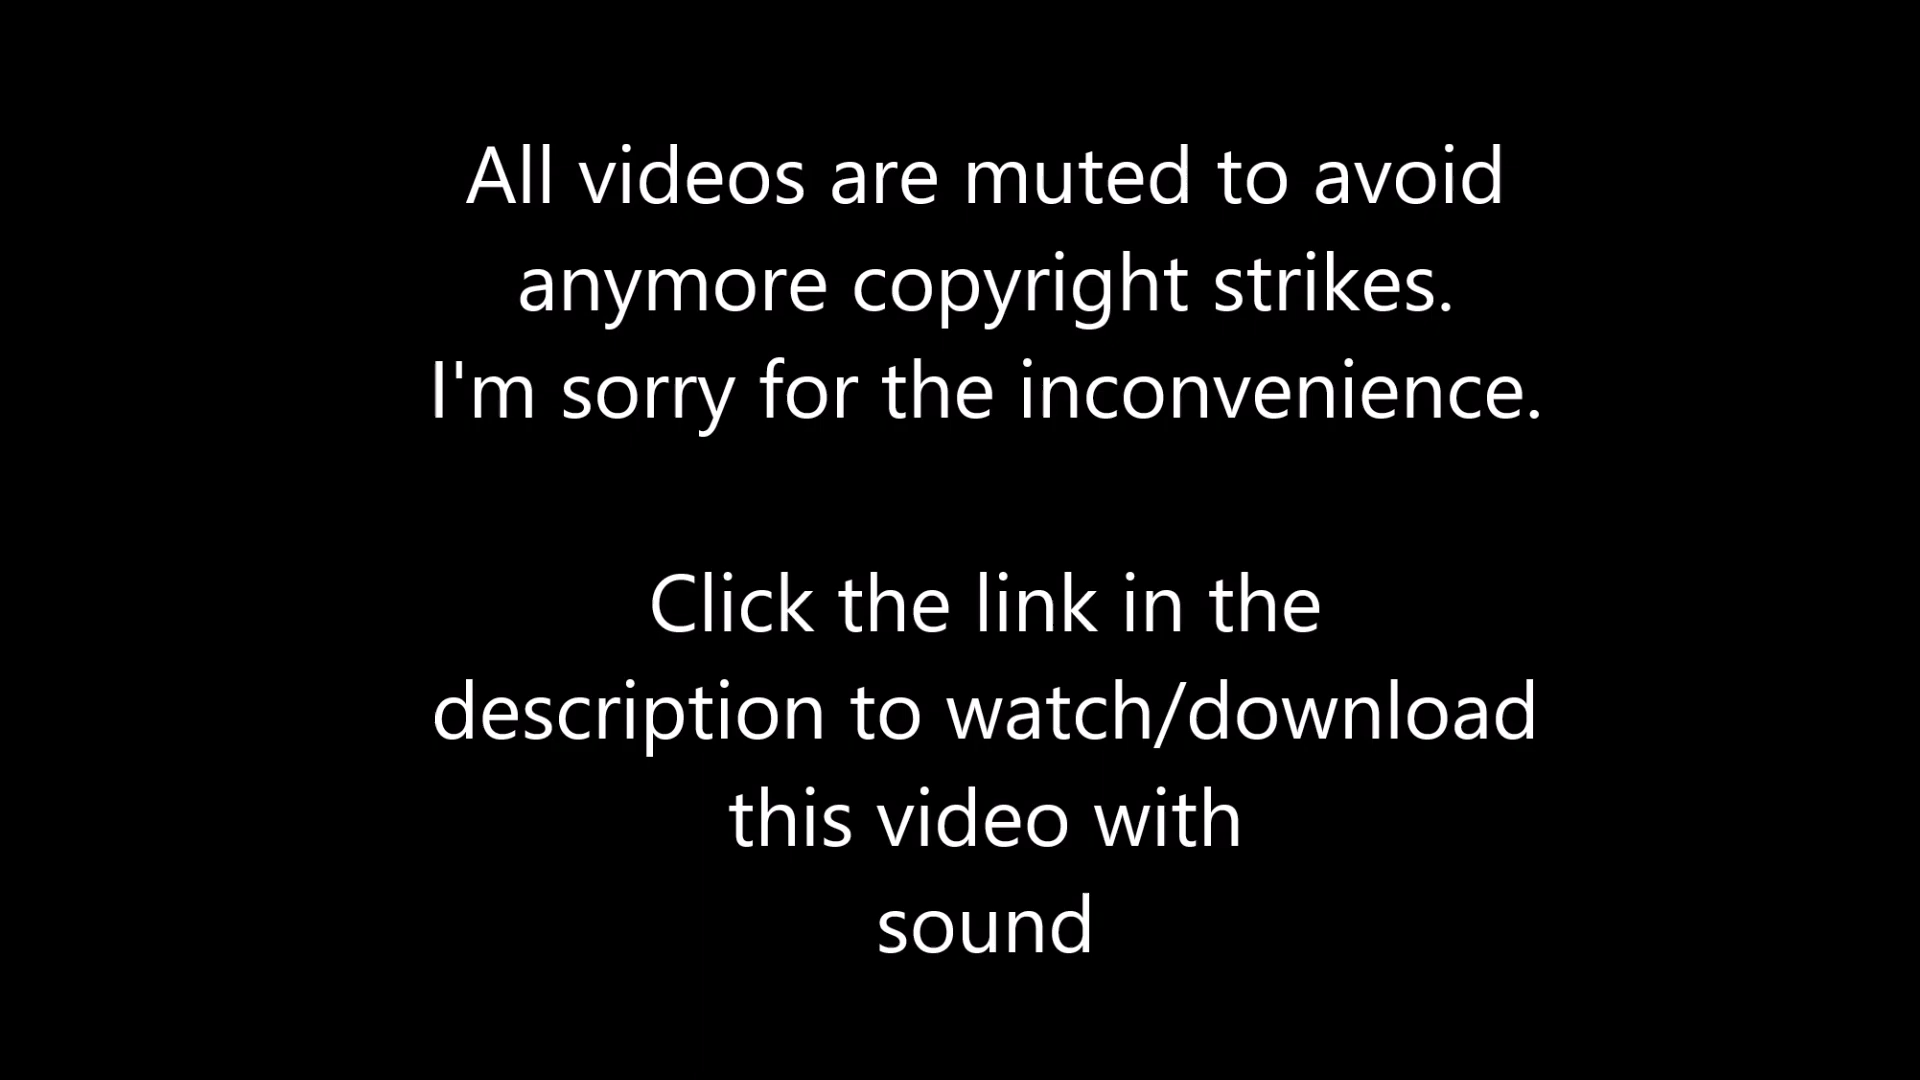 All videos are muted to avoid
anymore copyright strikes.
I'm sorry for the inconvenience.
Click the link in the
description to watch/download
this video with
sound